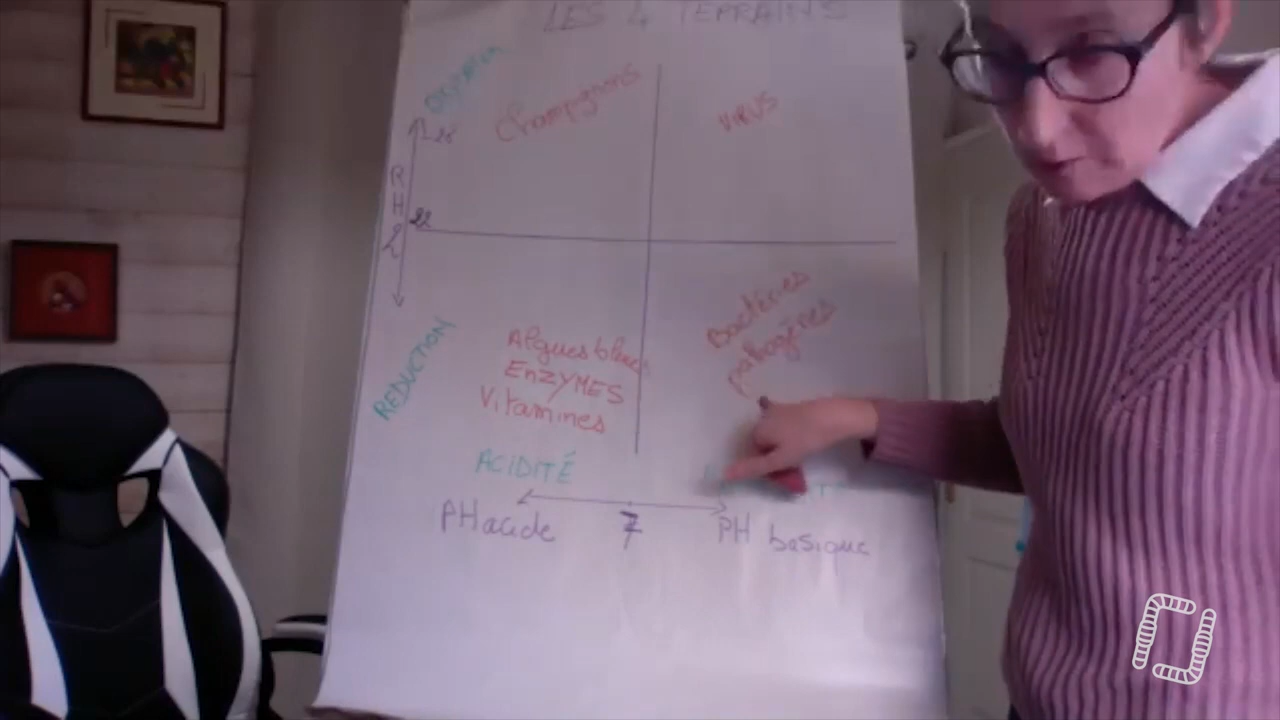 LES 4 TERRAINS
OXYDATION
Champignons
VIRUS
28
RH2
22
Bactéries
pathogènes
REDUCTION
Algues bleues
ENZYMES
Vitamines
ACIDITÉ
7
PH acide
PH basique